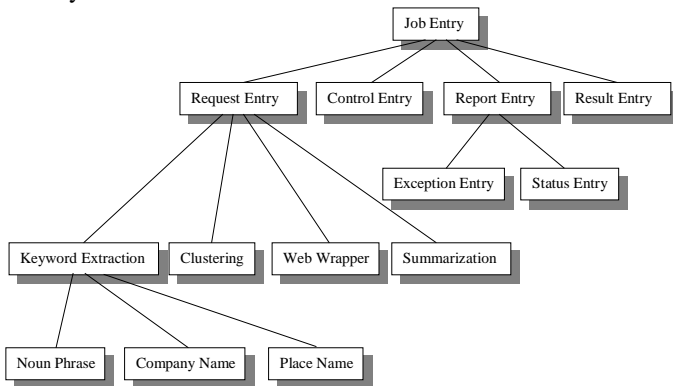 Job Entry
Request Entry
Control Entry
Report Entry
Result Entry
Exception Entry
Status Entry
Keyword Extraction
Clustering
Web Wrapper
Summarization
Noun Phrase
Company Name
Place Name